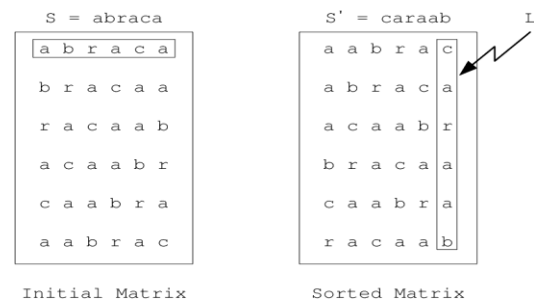 S = abraca
a b r a c a
b r a c a a
r a c a a b
a c a a b r
c a a b r a
a a b r a c
Initial Matrix
S' = caraab
L
a a b r a c
a b r a c a
a c a a b r
b r a c a a
c a a b r a
r a c a a b
Sorted Matrix